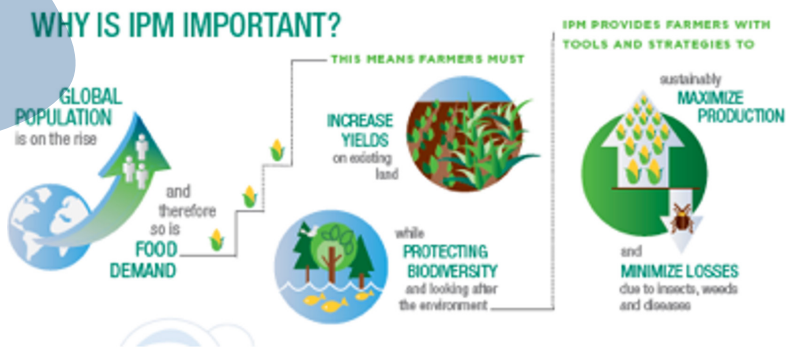 WHY IS IPM IMPORTANT?
GLOBAL
POPULATION
is on the rise
and
therefore
so is
FOOD
DEMAND
THIS MEANS FARMERS MUST
INCREASE
YIELDS
on existing
land
while
PROTECTING
BIODIVERSITY
and looking after
the environment
IPM PROVIDES FARMERS WITH
TOOLS AND STRATEGIES TO
sustainably
MAXIMIZE
PRODUCTION
and
MINIMIZE LOSSES
due to insects, weeds
and diseases